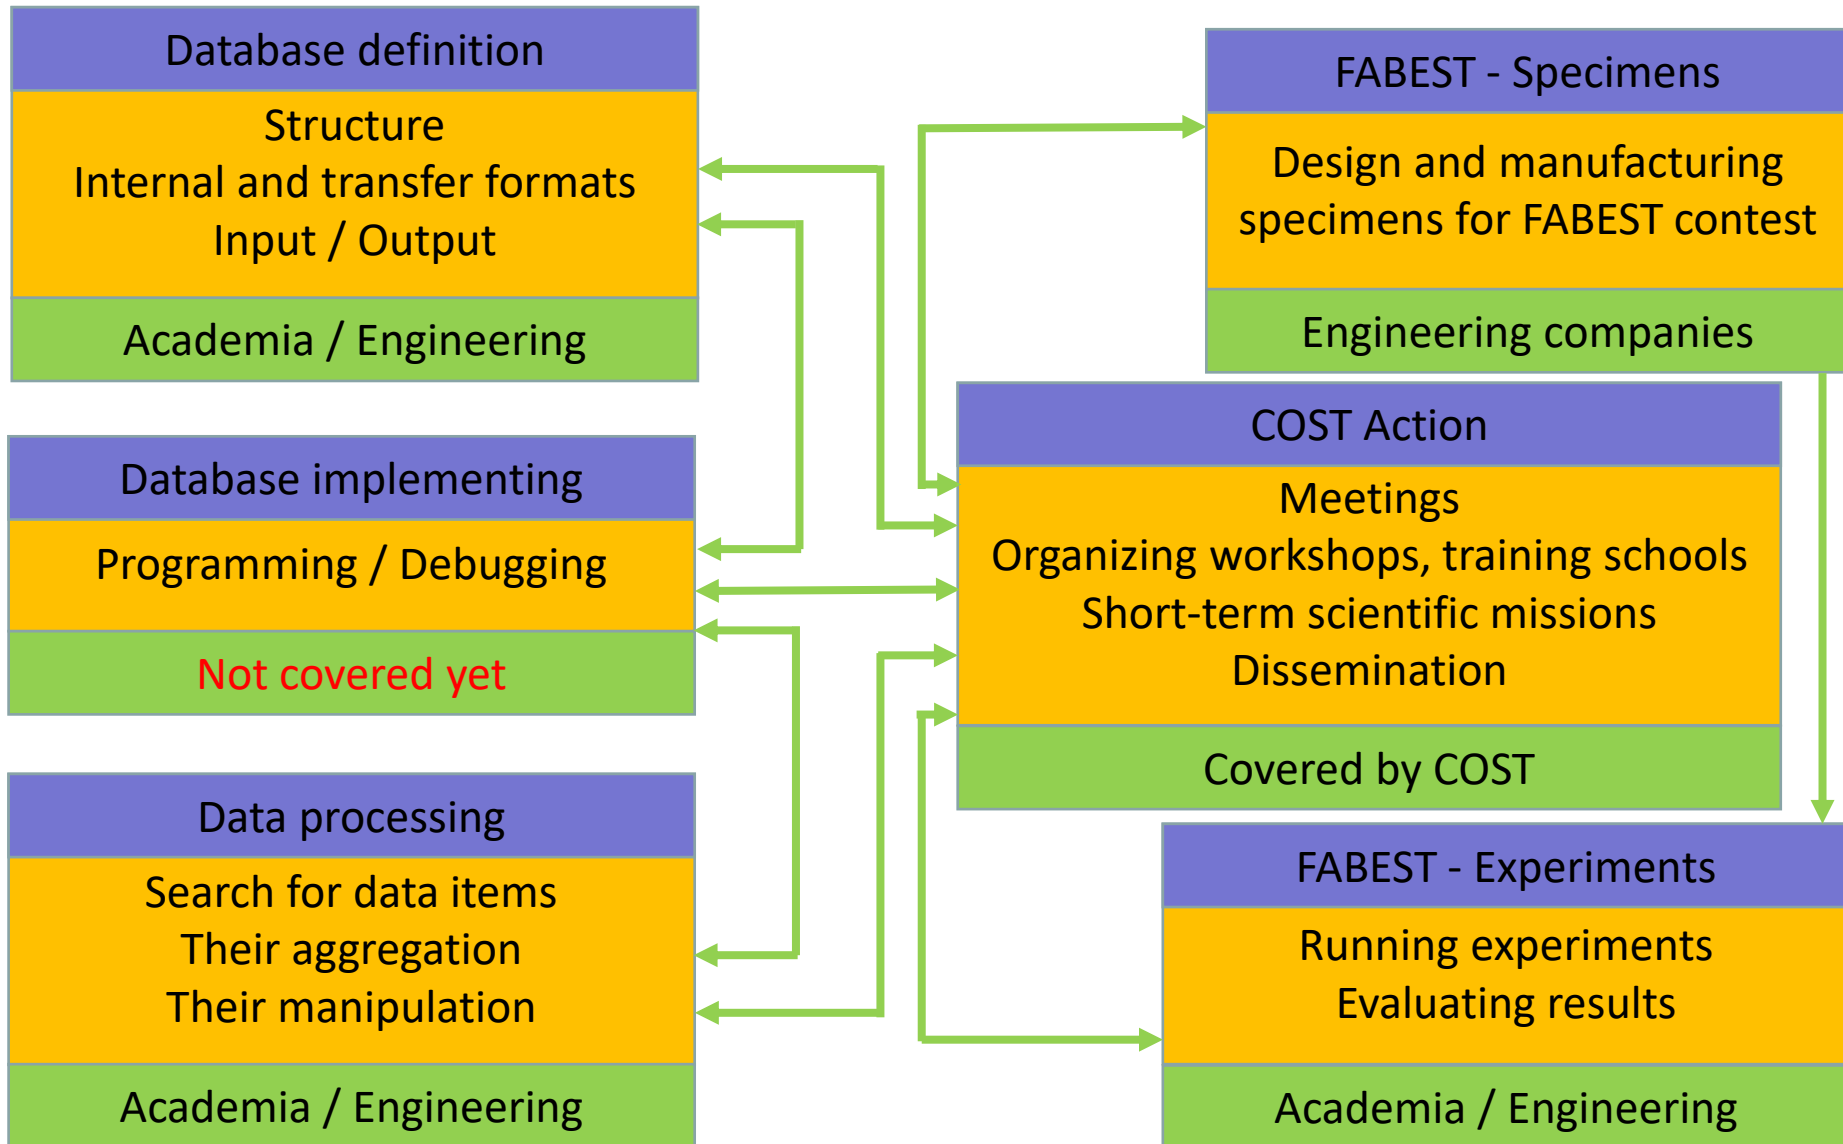 Database definition
Structure
Internal and transfer formats
Input / Output
Academia / Engineering
Database implementing
Programming / Debugging
Not covered yet
Data processing
Search for data items
Their aggregation
Their manipulation
Academia / Engineering
FABEST - Specimens
Design and manufacturing
specimens for FABEST contest
Engineering companies
COST Action
Meetings
Organizing workshops, training schools
Short-term scientific missions
Dissemination
Covered by COST
FABEST - Experiments
Running experiments
Evaluating results
Academia / Engineering